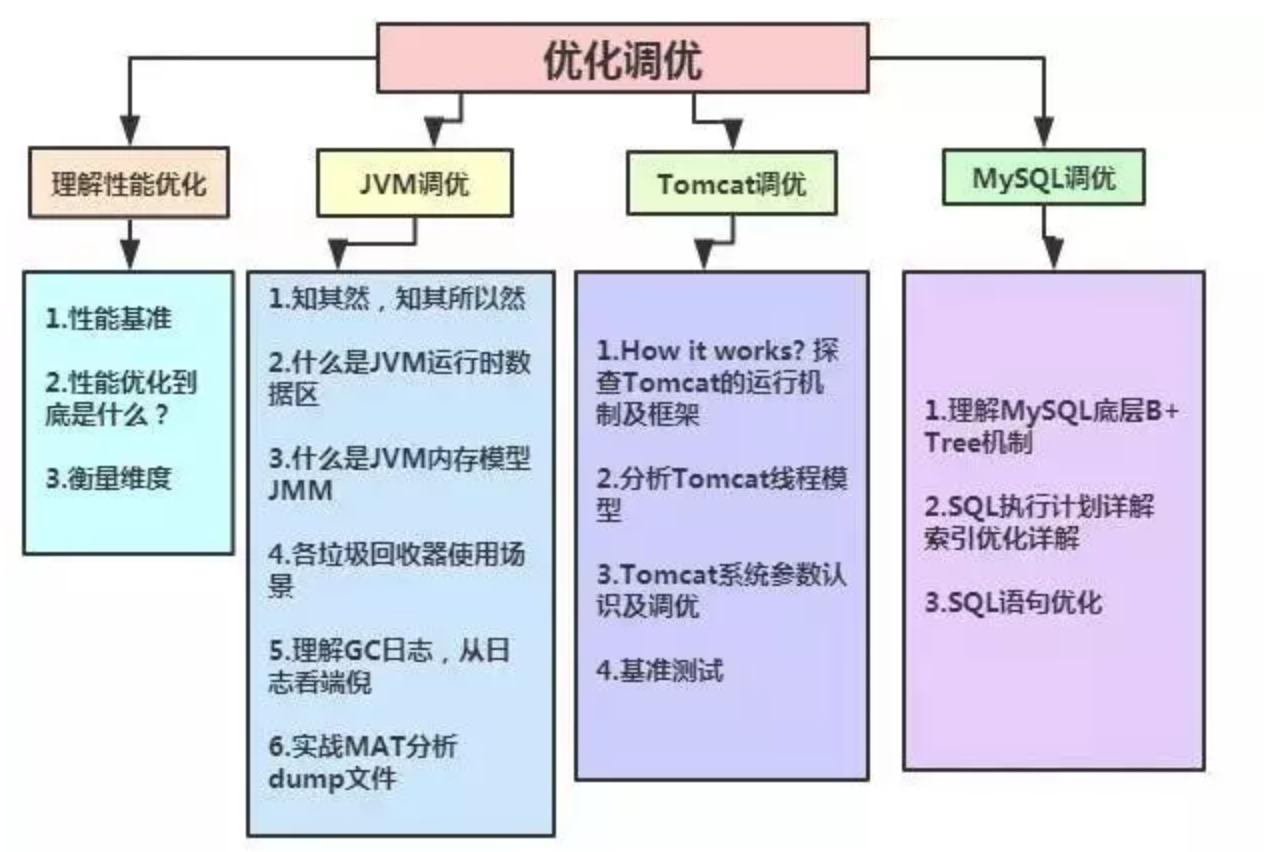 优化调优
理解性能优化
JVM调优
Tomcat调优
MySQL调优
1.性能基准
2.性能优化到
底是什么？
3.衡量维度
1.知其然，知其所以然
2.什么是JVM运行时数
据区
3.什么是JVM内存模型
JMM
4.各垃圾回收器使用场
景
5.理解GC日志，从日
志看端倪
6.实战MAT分析
dump文件
1.How it works? 探
查Tomcat的运行机
制及框架
2.分析Tomcat线程模
型
3.Tomcat系统参数认
识及调优
4.基准测试
1.理解MySQL底层B+
Tree机制
2.SQL执行计划详解
索引优化详解
3.SQL语句优化